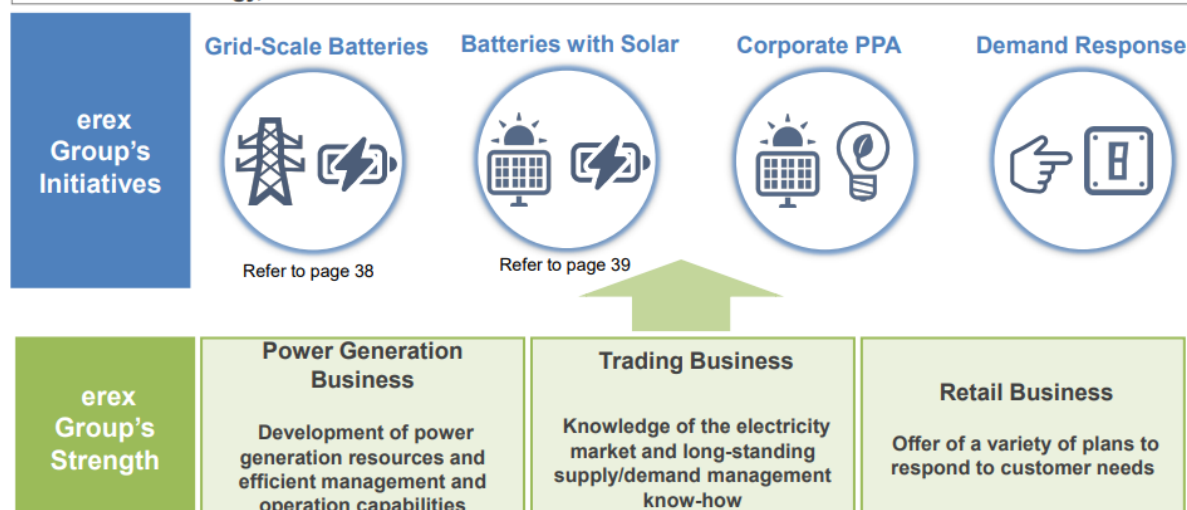 erex
Group's
Initiatives
Grid-Scale Batteries
Batteries with Solar
Corporate PPA
Demand Response
Refer to page 38
Refer to page 39
erex
Group's
Strength
Power Generation
Business
Development of power
generation resources and
efficient management and
operation capabilities
Trading Business
Knowledge of the electricity
market and long-standing
supply/demand management
know-how
Retail Business
Offer of a variety of plans to
respond to customer needs